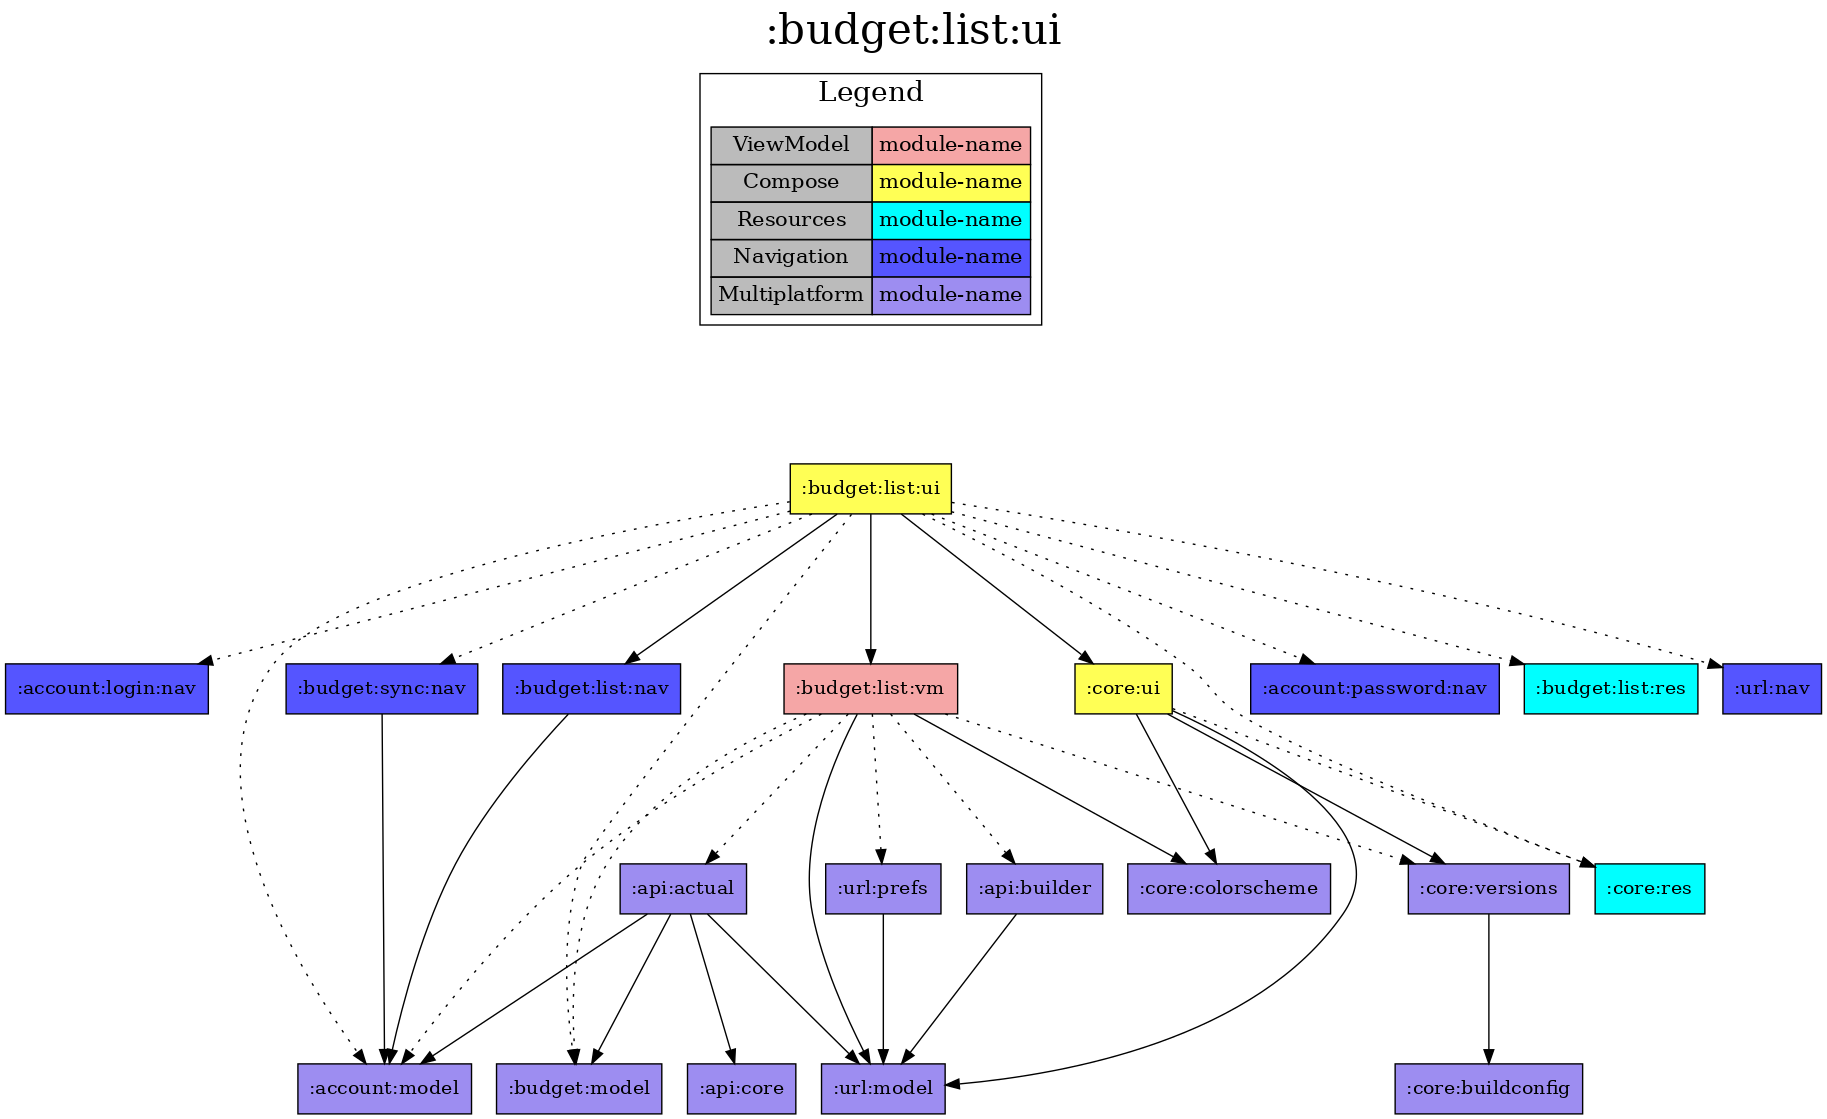 :budget:list:ui
Legend
ViewModel module-name
Compose module-name
Resources module-name
Navigation module-name
Multiplatform module-name
:budget:list:ui
:account:login:nav :budget:sync:nav :budget:list:nav :budget:list:vm :core:ui :account:password:nav :budget:list:res :url:nav
:api:actual :url:prefs :api:builder :core:colorscheme :core:versions :core:res
:account:model :budget:model :api:core :url:model :core:buildconfig